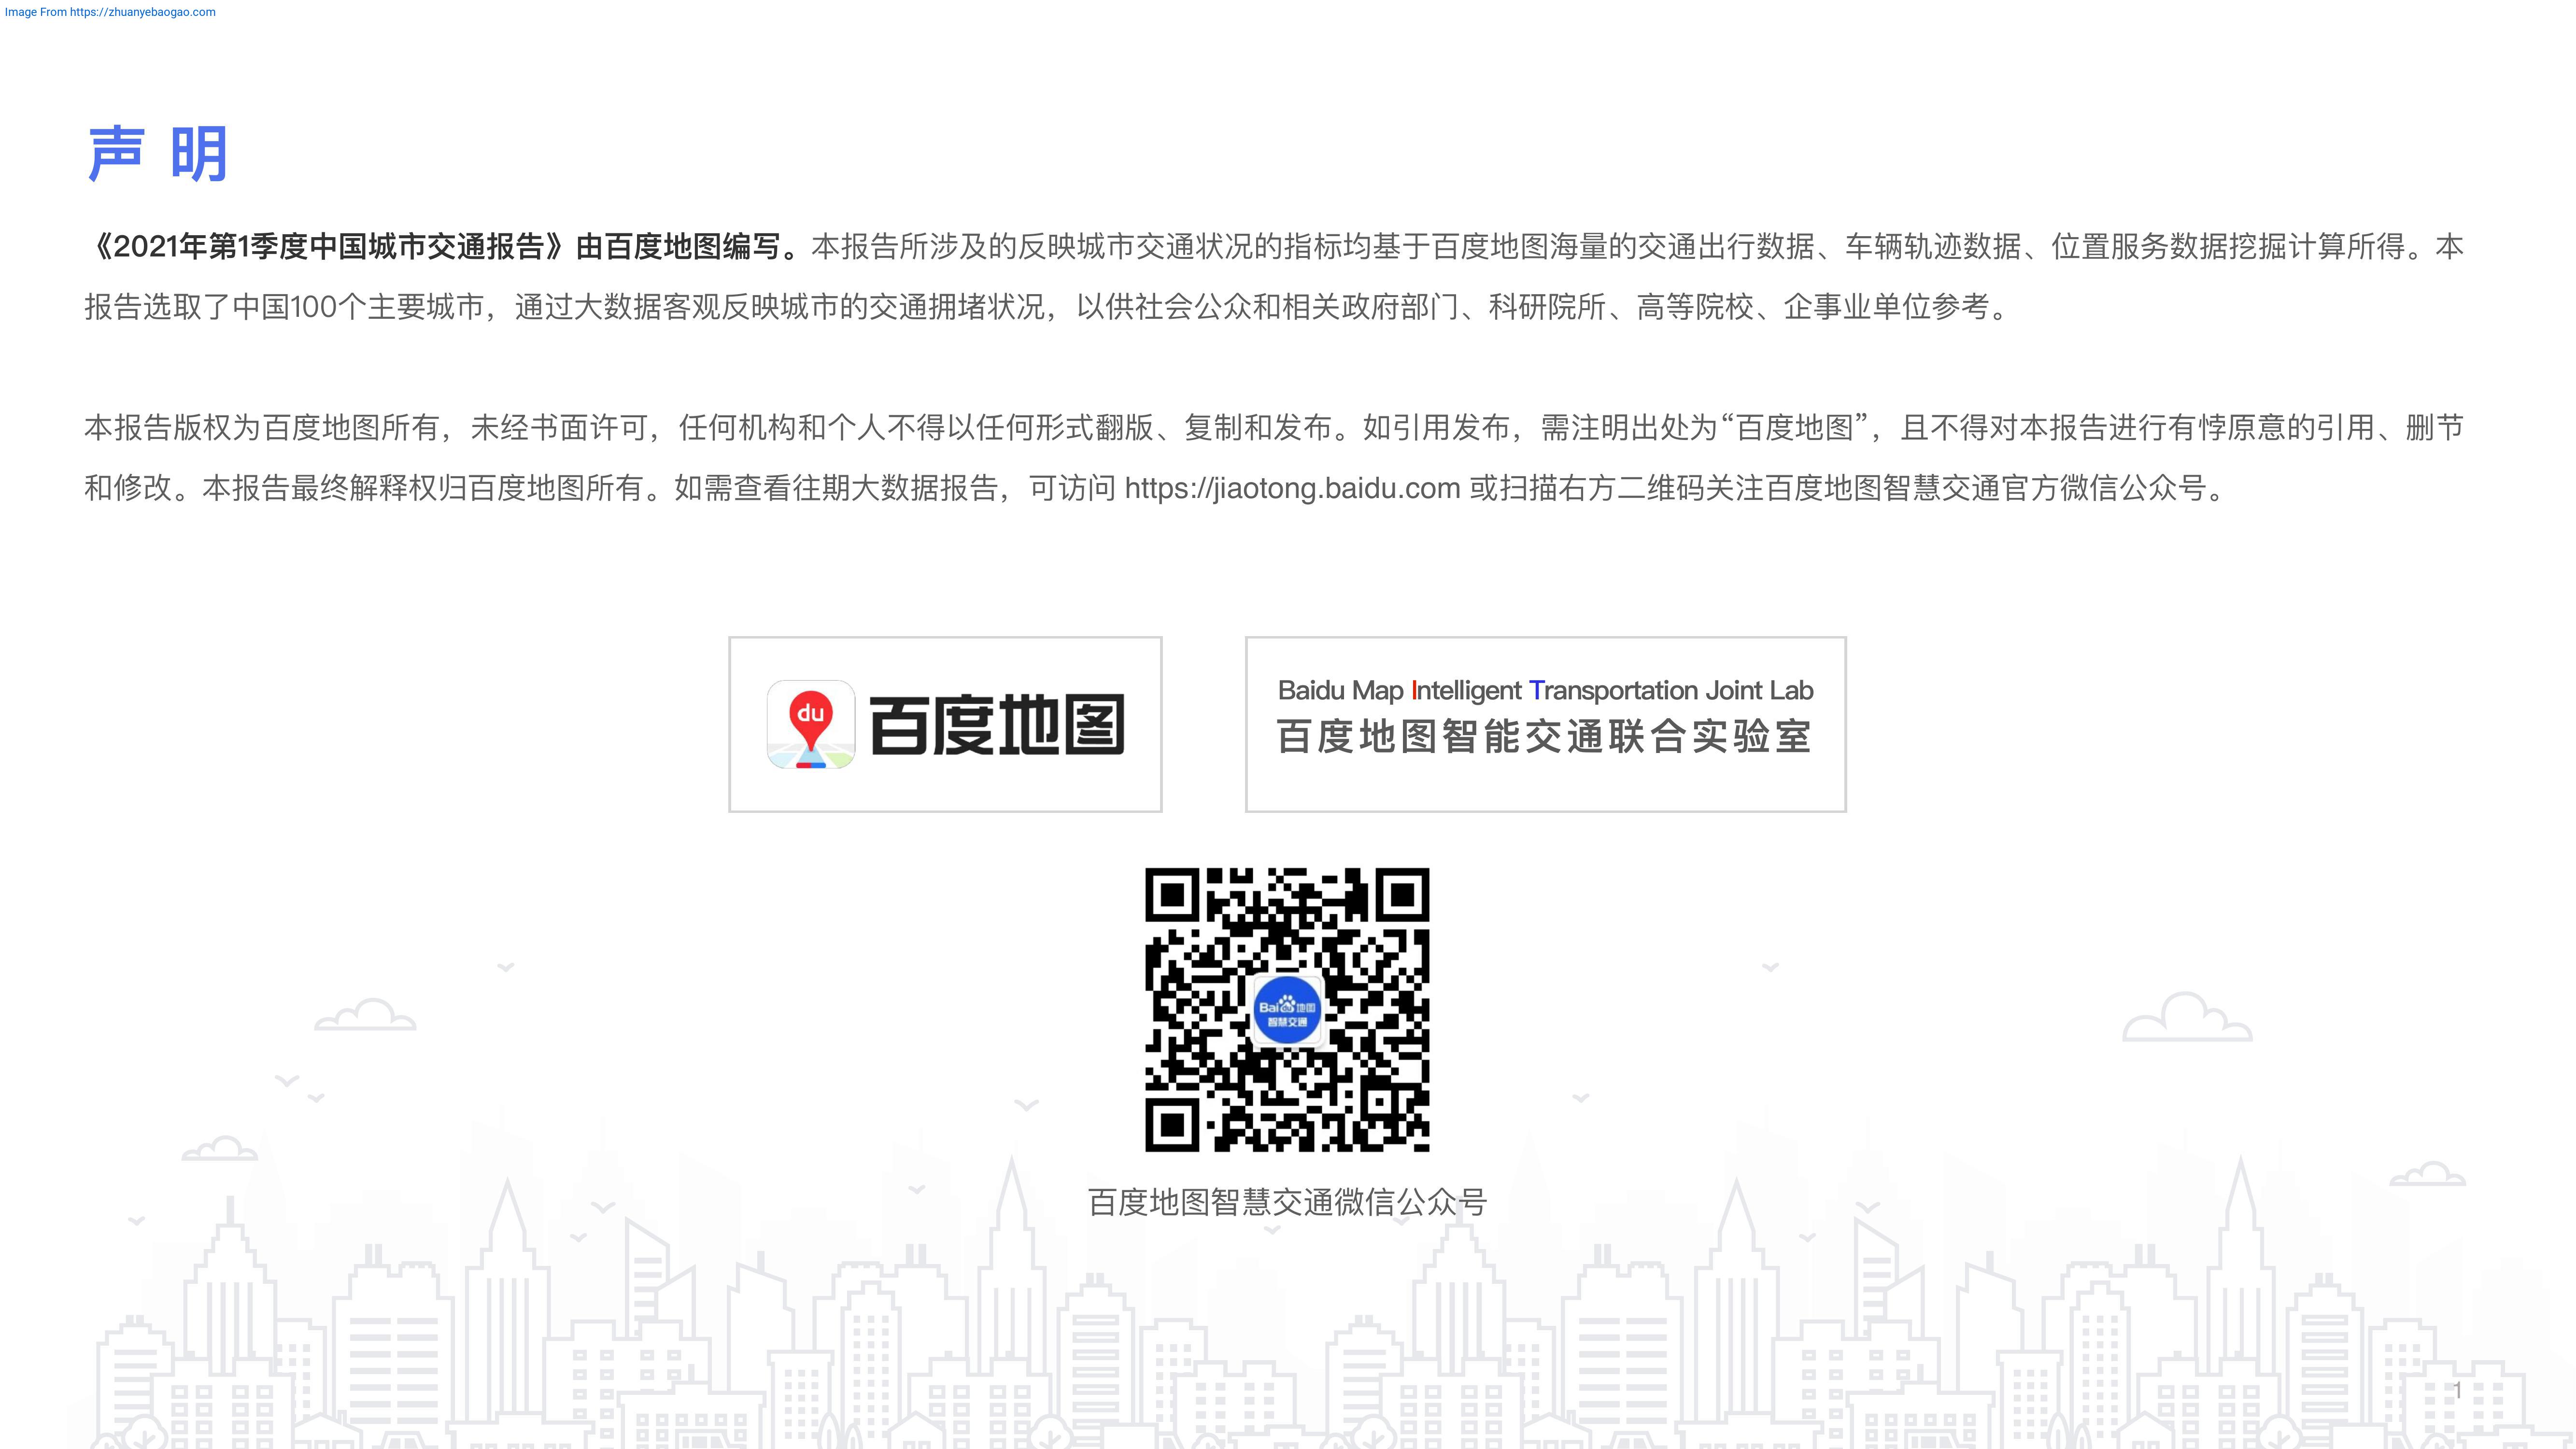 Image From https://zhuanyebaogao.com
声 明
《2021年第1季度中国城市交通报告》由百度地图编写。本报告所涉及的反映城市交通状况的指标均基于百度地图海量的交通出行数据、车辆轨迹数据、位置服务数据挖掘计算所得。本
报告选取了中国100个主要城市，通过大数据客观反映城市的交通拥堵状况，以供社会公众和相关政府部门、科研院所、高等院校、企事业单位参考。
本报告版权为百度地图所有，未经书面许可，任何机构和个人不得以任何形式翻版、复制和发布。如引用发布，需注明出处为“百度地图”，且不得对本报告进行有悖原意的引用、删节
和修改。本报告最终解释权归百度地图所有。如需查看往期大数据报告，可访问 https://jiaotong.baidu.com 或扫描右方二维码关注百度地图智慧交通官方微信公众号。
du 百度地图
Baidu Map Intelligent Transportation Joint Lab
百度地图智能交通联合实验室
Bai du 地图
智慧交通
百度地图智慧交通微信公众号
1